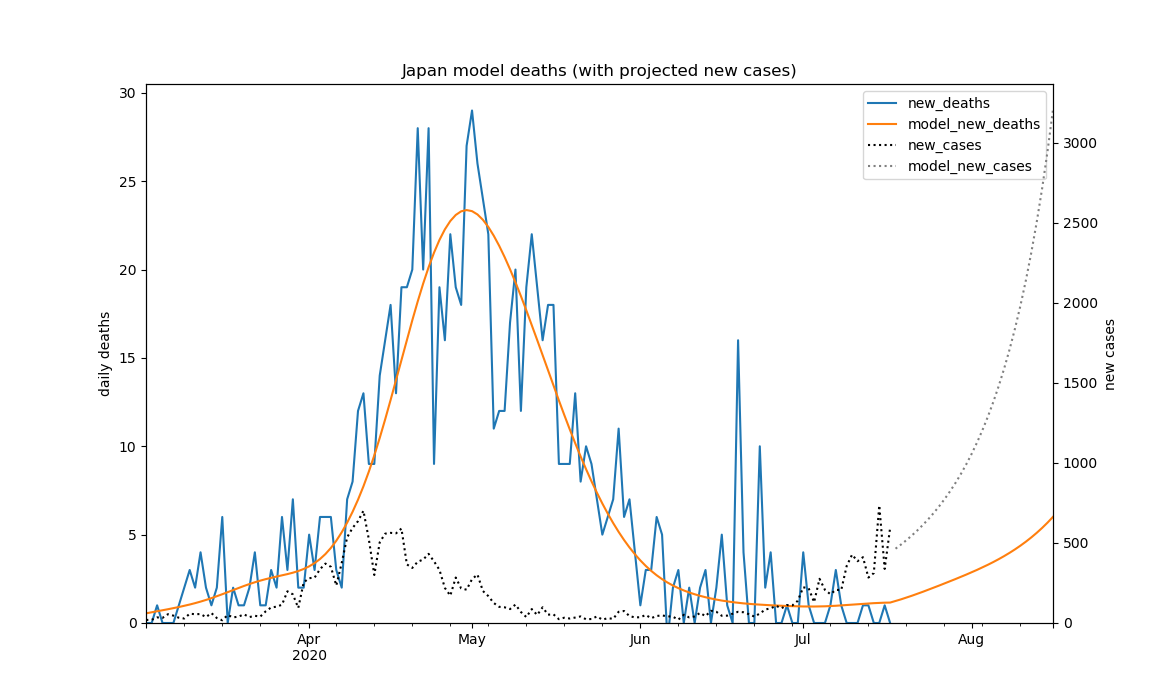 Japan model deaths (with projected new cases)
new_deaths
model_new_deaths
new_cases
model_new_cases
daily deaths
30
25
20
15
10
5
0
3000
2500
2000
1500
1000
500
0
new cases
Apr
2020
May
Jun
Jul
Aug